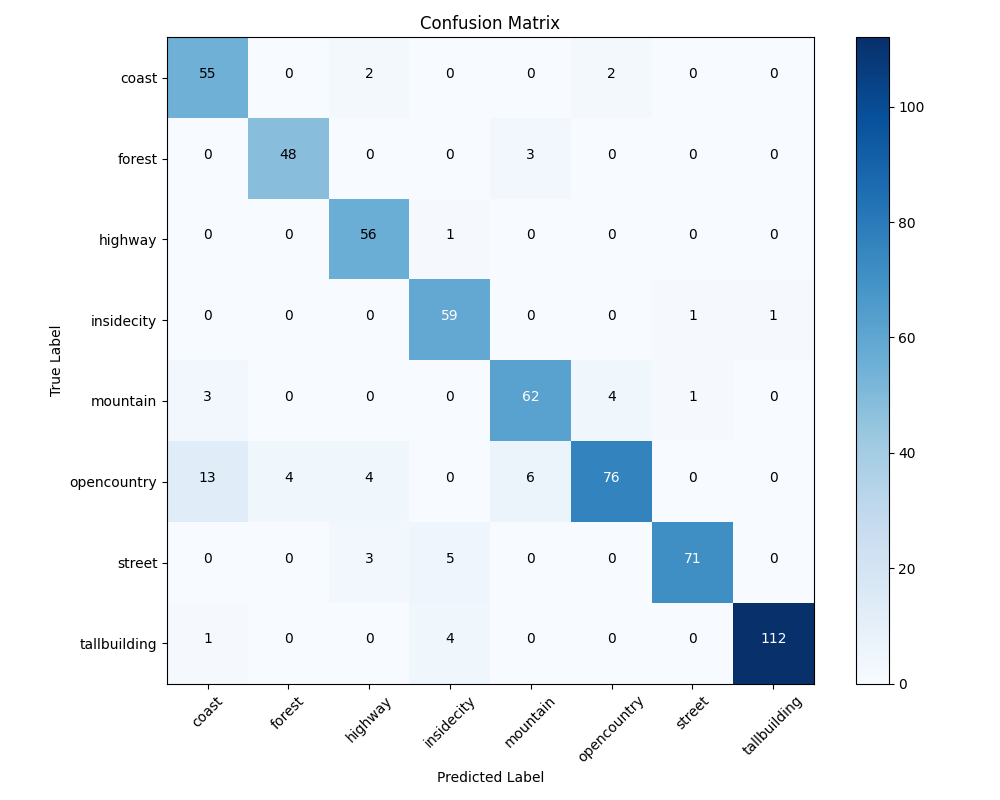 Confusion Matrix
coast 55 0 2 0 0 2 0 0
forest 0 48 0 0 3 0 0 0
highway 0 0 56 1 0 0 0 0
insidecity 0 0 0 59 0 0 1 1
mountain 3 0 0 0 62 4 1 0
opencountry 13 4 4 0 6 76 0 0
street 0 0 3 5 0 0 71 0
tallbuilding 1 0 0 4 0 0 0 112
coast forest highway insidecity mountain opencountry street tallbuilding
Predicted Label
True Label
100
80
60
40
20
0